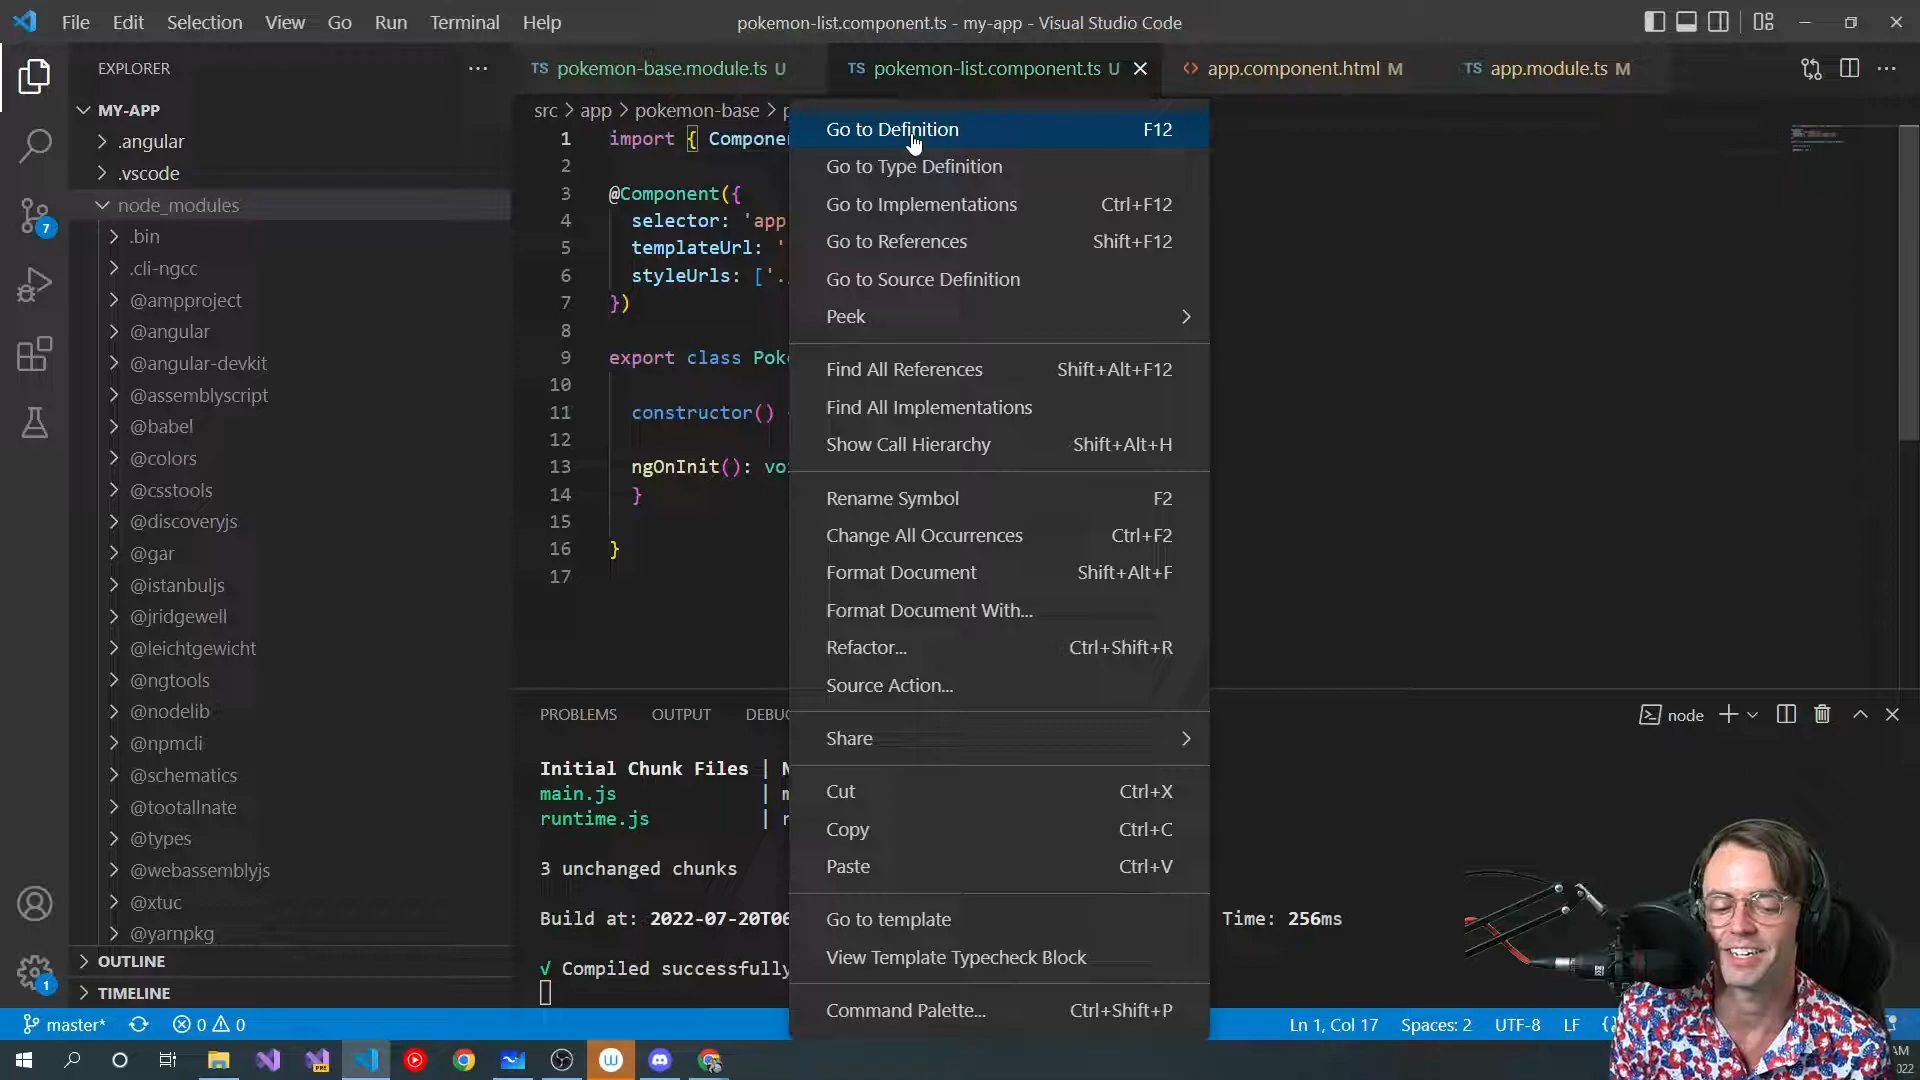 File Edit Selection View Go Run Terminal Help
pokemon-list.component.ts - my-app - Visual Studio Code
EXPLORER
TS pokemon-base.module.ts U
TS pokemon-list.component.ts U
app.component.html M
TS app.module.ts M
src > app > pokemon-base >
MY-APP
.angular
.vscode
node_modules
.bin
.cli-ngcc
@ampproject
@angular
@angular-devkit
@assemblyscript
@babel
@colors
@csstools
@discoveryjs
@gar
@istanbuljs
@jridgewell
@leichtgewicht
@ngtools
@nodelib
@npmcli
@schematics
@tootallnate
@types
@webassemblyjs
@xtuc
@yarnpkg
OUTLINE
TIMELINE
7
1
1 import { Compone
2
3 @Component({
4 selector: 'app
5 templateUrl: '
6 styleUrls: ['.
7 })
8
9 export class Pok
10
11 constructor()
12
13 ngOnInit(): voi
14 }
15
16 }
17
Go to Definition F12
Go to Type Definition
Go to Implementations Ctrl+F12
Go to References Shift+F12
Go to Source Definition
Peek
Find All References Shift+Alt+F12
Find All Implementations
Show Call Hierarchy Shift+Alt+H
Rename Symbol F2
Change All Occurrences Ctrl+F2
Format Document Shift+Alt+F
Format Document With...
Refactor... Ctrl+Shift+R
Source Action...
Share
Cut Ctrl+X
Copy Ctrl+C
Paste Ctrl+V
Go to template
View Template Typecheck Block
Command Palette... Ctrl+Shift+P
PROBLEMS OUTPUT DEBU
node
Initial Chunk Files | N
main.js | m
runtime.js | r
3 unchanged chunks
Build at: 2022-07-20T06 Time: 256ms
√ Compiled successfully
master* 0 0
Ln 1, Col 17 Spaces: 2 UTF-8 LF {
AM
022